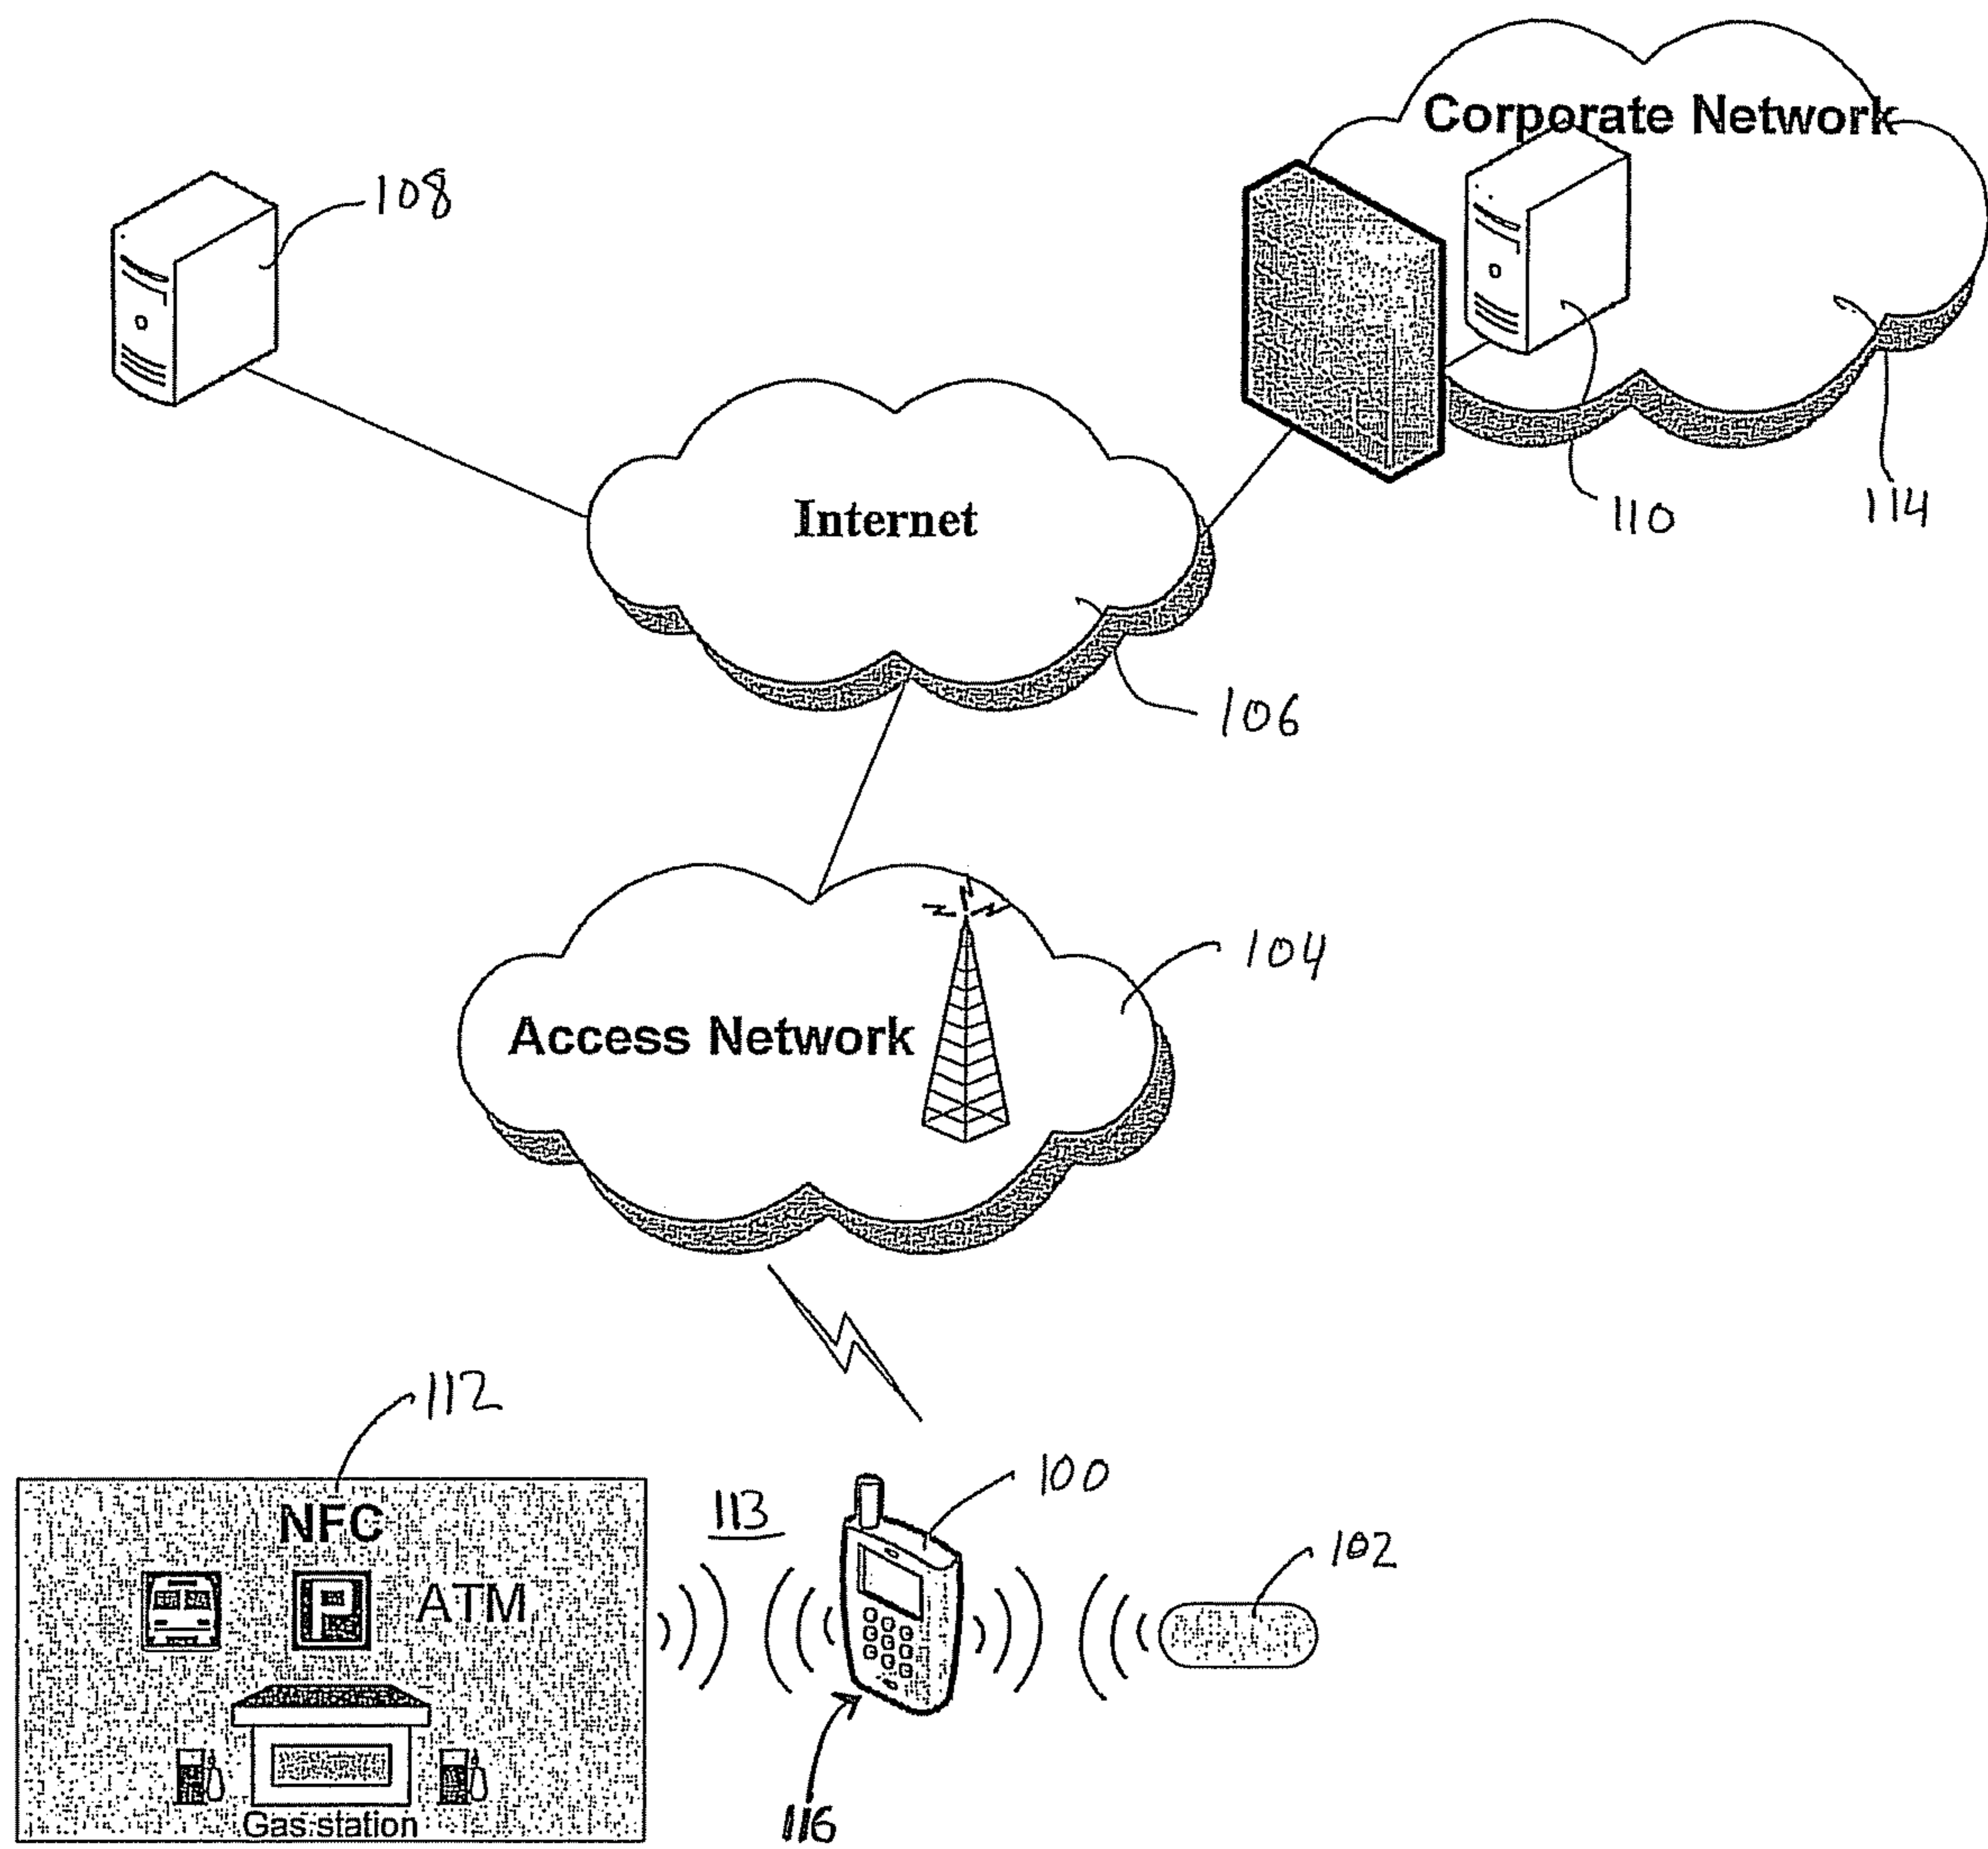 Corporate Network
108
110
114
Internet
106
104
Access Network
112
100
113
102
NFC
P
ATM
116
Gas station